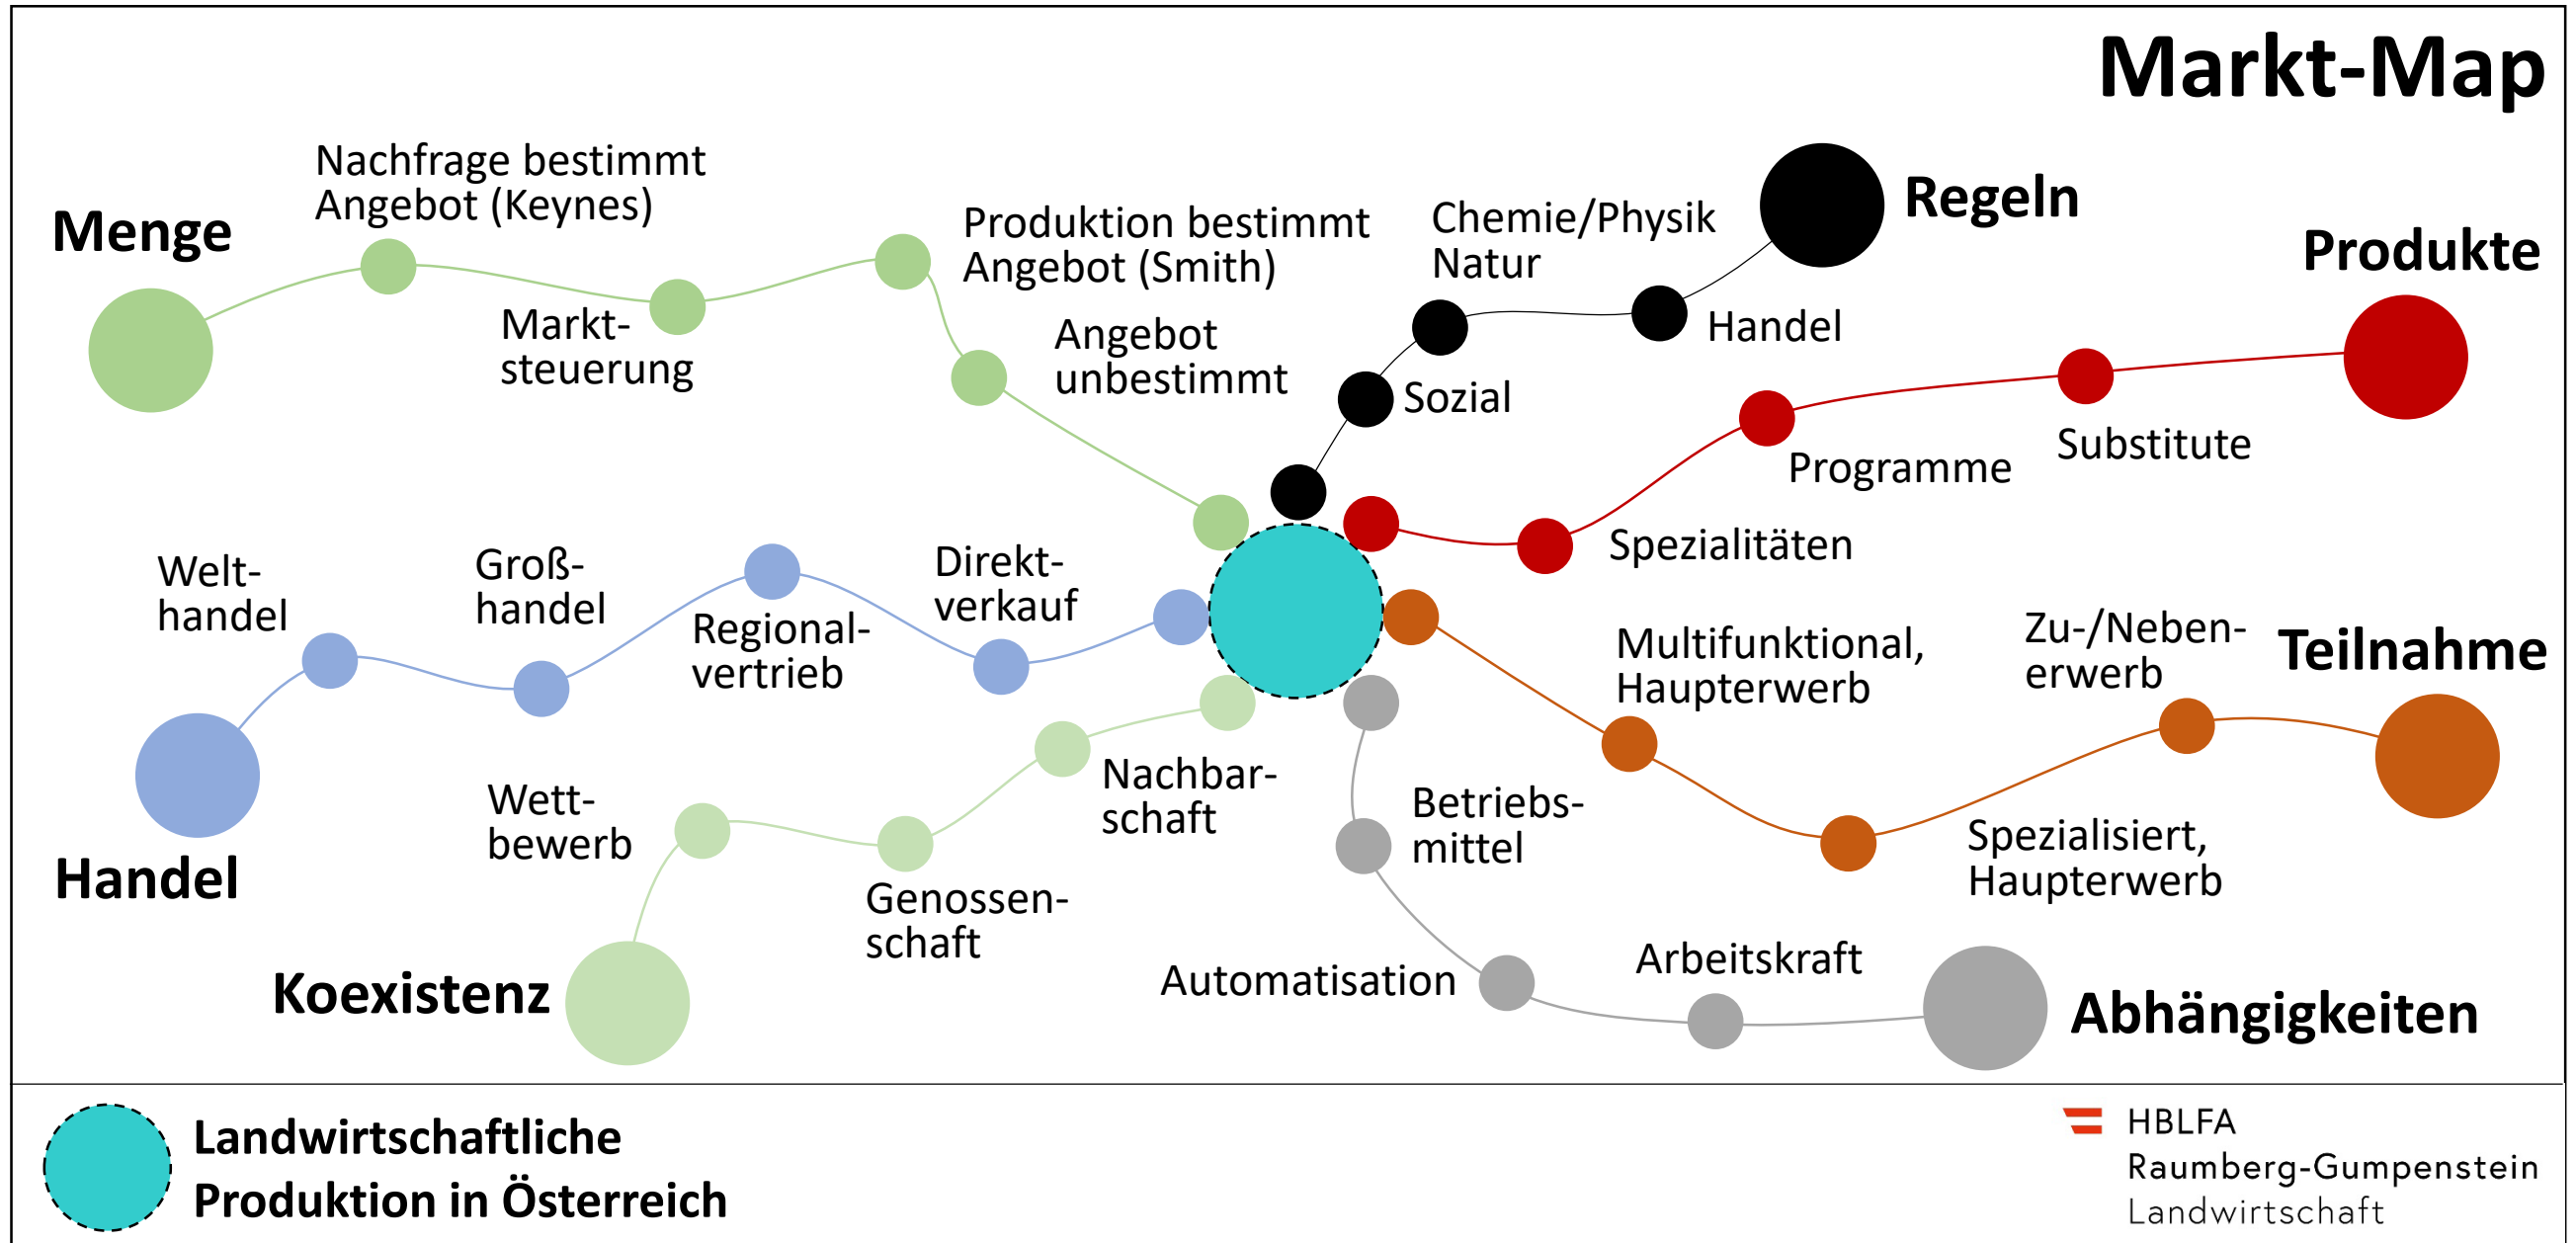 Markt-Map
Nachfrage bestimmt
Angebot (Keynes)
Menge
Markt-
steuerung
Produktion bestimmt
Angebot (Smith)
Angebot
unbestimmt
Chemie/Physik
Natur
Regeln
Handel
Sozial
Produkte
Substitute
Programme
Spezialitäten
Welt-
handel
Groß-
handel
Regional-
vertrieb
Direkt-
verkauf
Handel
Multifunktional,
Haupterwerb
Zu-/Neben-
erwerb
Teilnahme
Spezialisiert,
Haupterwerb
Wett-
bewerb
Nachbar-
schaft
Genossen-
schaft
Koexistenz
Betriebs-
mittel
Automatisation
Arbeitskraft
Abhängigkeiten
Landwirtschaftliche
Produktion in Österreich
HBLFA
Raumberg-Gumpenstein
Landwirtschaft